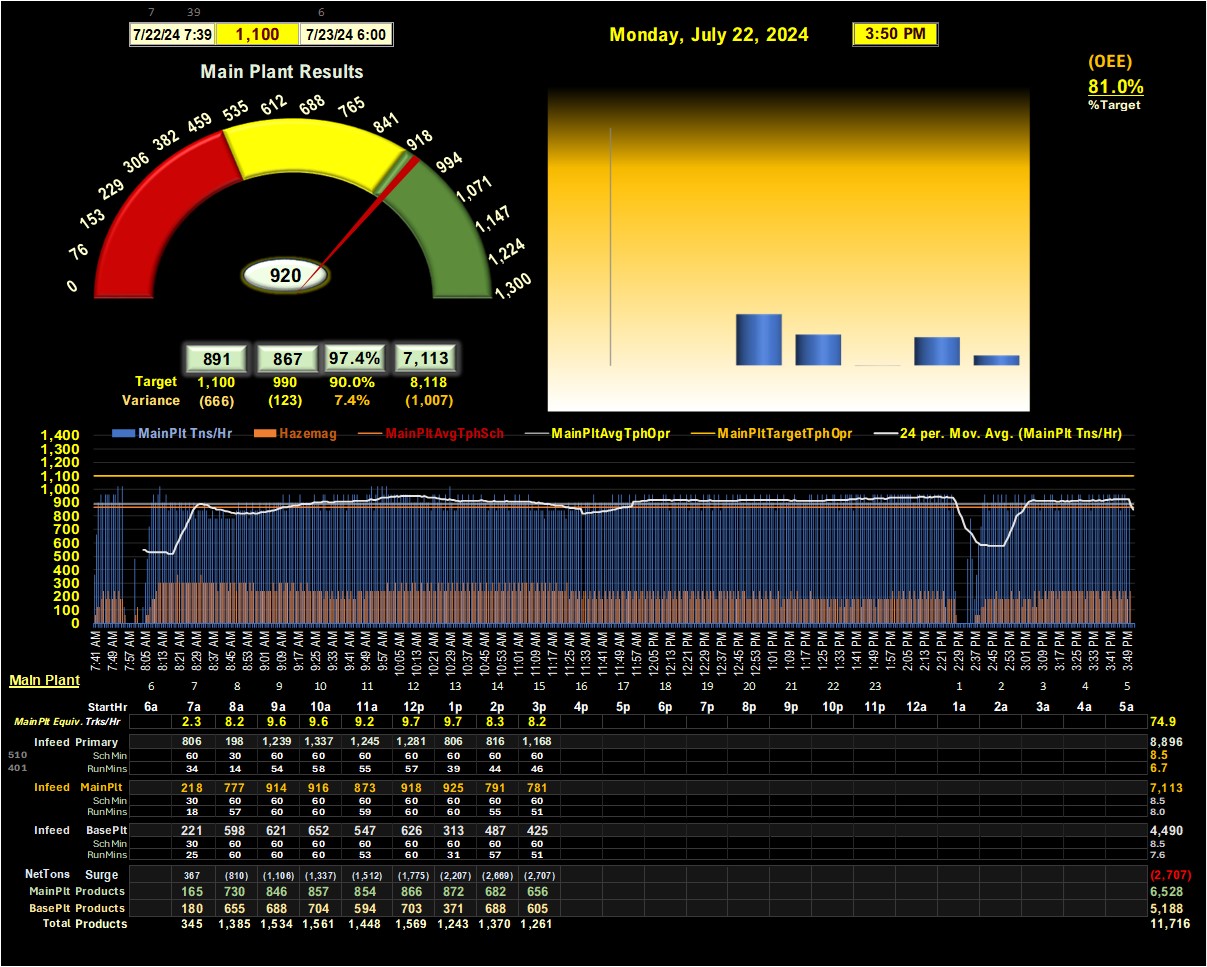 7 39 6
7/22/24 7:39 1,100 7/23/24 6:00
Monday, July 22, 2024 3:50 PM
(OEE)
81.0%
%Target
Main Plant Results
0 76 153 229 306 382 459 535 612 688 765 841 918 994 1,071 1,147 1,224 1,300
920
891 867 97.4% 7,113
Target 1,100 990 90.0% 8,118
Variance (666) (123) 7.4% (1,007)
MainPlt Tns/Hr Hazemag MainPltAvgTphSch MainPltAvgTphOpr MainPltTargetTphOpr 24 per. Mov. Avg. (MainPlt Tns/Hr)
1,400
1,300
1,200
1,100
1,000
900
800
700
600
500
400
300
200
100
0
7:41 AM 7:49 AM 7:57 AM 8:05 AM 8:13 AM 8:21 AM 8:29 AM 8:37 AM 8:45 AM 8:53 AM 9:01 AM 9:09 AM 9:17 AM 9:25 AM 9:33 AM 9:41 AM 9:49 AM 9:57 AM 10:05 AM 10:13 AM 10:21 AM 10:29 AM 10:37 AM 10:45 AM 10:53 AM 11:01 AM 11:09 AM 11:17 AM 11:25 AM 11:33 AM 11:41 AM 11:49 AM 11:57 AM 12:05 PM 12:13 PM 12:21 PM 12:29 PM 12:37 PM 12:45 PM 12:53 PM 1:01 PM 1:09 PM 1:17 PM 1:25 PM 1:33 PM 1:41 PM 1:49 PM 1:57 PM 2:05 PM 2:13 PM 2:21 PM 2:29 PM 2:37 PM 2:45 PM 2:53 PM 3:01 PM 3:09 PM 3:17 PM 3:25 PM 3:33 PM 3:41 PM 3:49 PM
Main Plant
6 7 8 9 10 11 12 13 14 15 16 17 18 19 20 21 22 23 1 2 3 4 5
StartHr 6a 7a 8a 9a 10a 11a 12p 1p 2p 3p 4p 5p 6p 7p 8p 9p 10p 11p 12a 1a 2a 3a 4a 5a
MainPlt Equiv. Trks/Hr 2.3 8.2 9.6 9.6 9.2 9.7 9.7 8.3 8.2 74.9
Infeed Primary 806 198 1,239 1,337 1,245 1,281 806 816 1,168 8,896
510 Sch Min 60 30 60 60 60 60 60 60 60 8.5
401 RunMins 34 14 54 58 55 57 39 44 46 6.7
Infeed MainPlt 218 777 914 916 873 918 925 791 781 7,113
Sch Min 30 60 60 60 60 60 60 60 60 8.5
RunMins 18 57 60 60 59 60 60 55 51 8.0
Infeed BasePlt 221 598 621 652 547 626 313 487 425 4,490
Sch Min 30 60 60 60 60 60 60 60 60 8.5
RunMins 25 60 60 60 53 60 31 57 51 7.6
NetTons Surge 367 (810) (1,106) (1,337) (1,512) (1,775) (2,207) (2,669) (2,707) (2,707)
MainPlt Products 165 730 846 857 854 866 872 682 656 6,528
BasePlt Products 180 655 688 704 594 703 371 688 605 5,188
Total Products 345 1,385 1,534 1,561 1,448 1,569 1,243 1,370 1,261 11,716